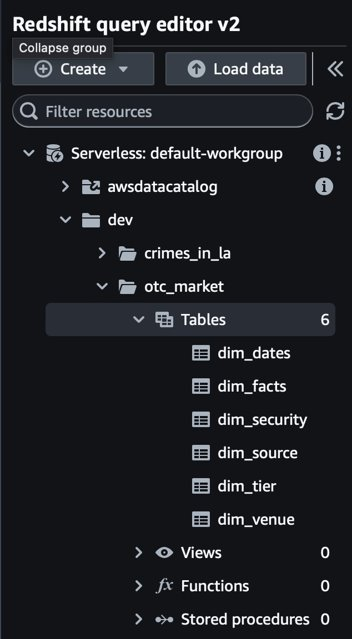 Redshift query editor v2
Collapse group
Create
Load data
Filter resources
Serverless: default-workgroup
awsdatacatalog
dev
crimes_in_la
otc_market
Tables 6
dim_dates
dim_facts
dim_security
dim_source
dim_tier
dim_venue
Views 0
fx Functions 0
Stored procedures 0